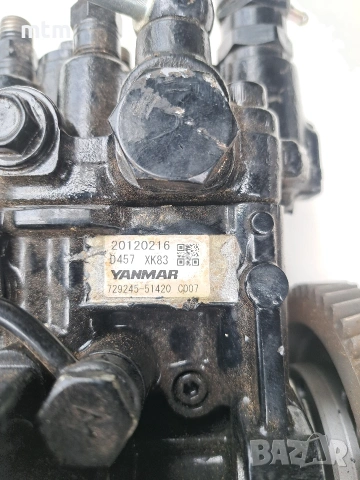 mtm
20120216
D457 XK83
YANMAR
729245-51420 C007
BAZAR